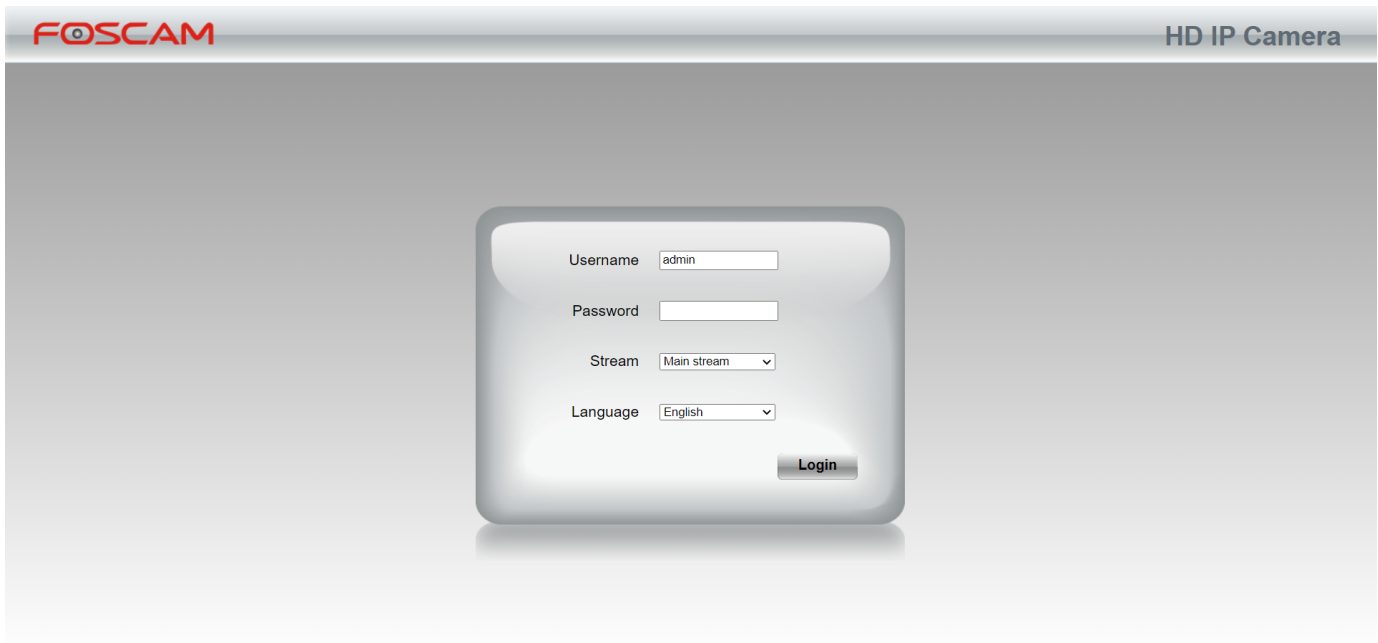 FOSCAM
HD IP Camera
Username admin
Password
Stream Main stream
Language English
Login